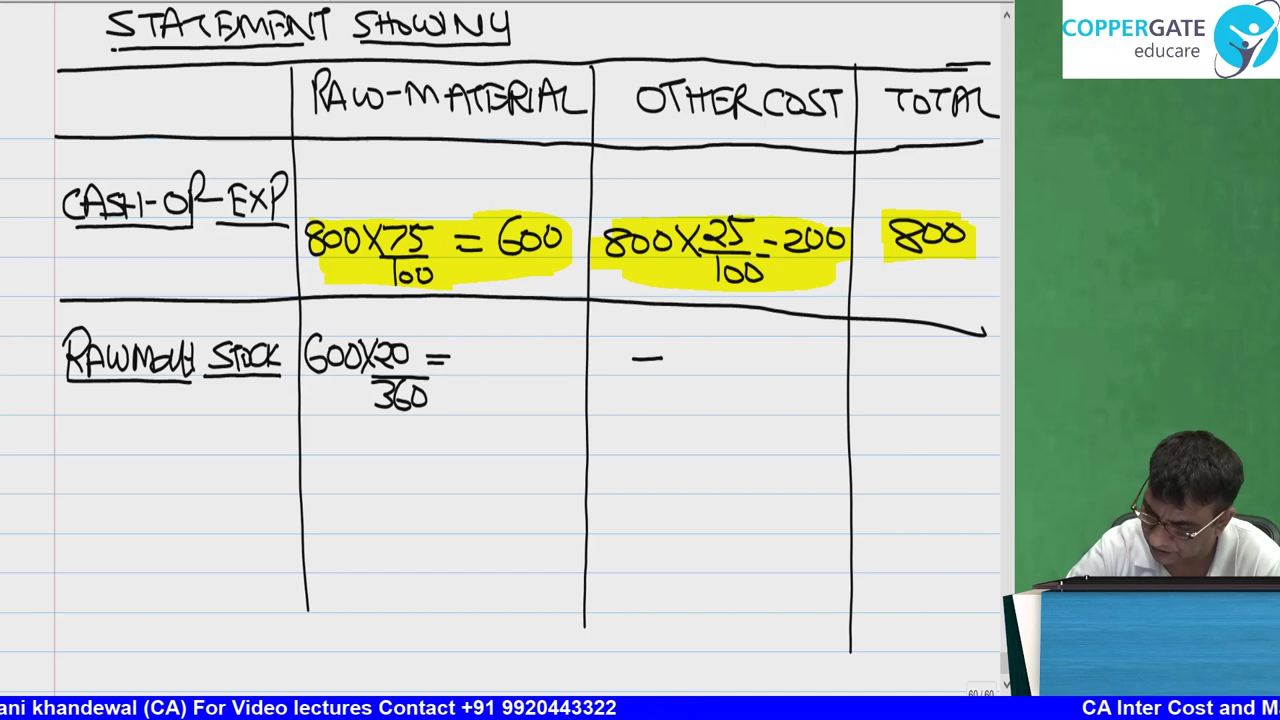 STATEMENT SHOWING
COPPERGATE
educare
RAW-MATERIAL OTHER COST TOTAL
CASH-OP-EXP
800 X 75/100 = 600 800 X 25/100 = 200 800
RAW STOCK 600 X 20/360 = —
60/60
ani khandewal (CA) For Video lectures Contact +91 9920443322 CA Inter Cost and M